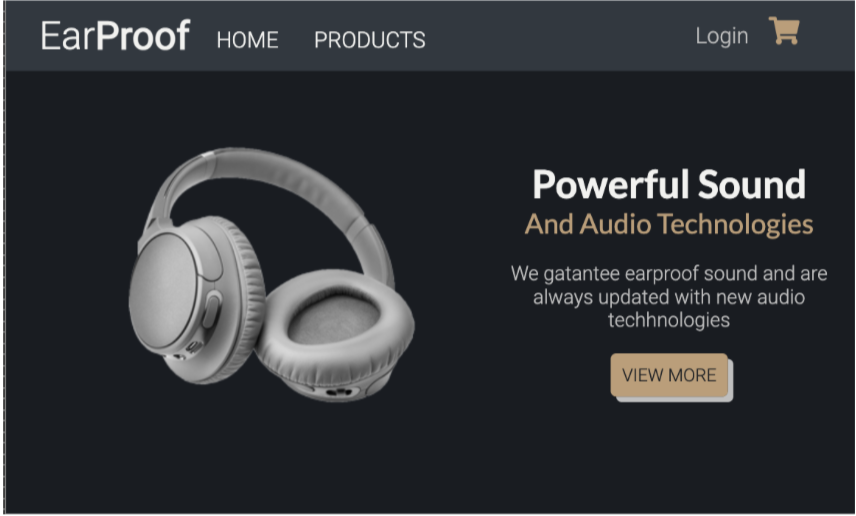 EarProof HOME PRODUCTS Login
Powerful Sound
And Audio Technologies
We gatantee earproof sound and are
always updated with new audio
techhnologies
VIEW MORE